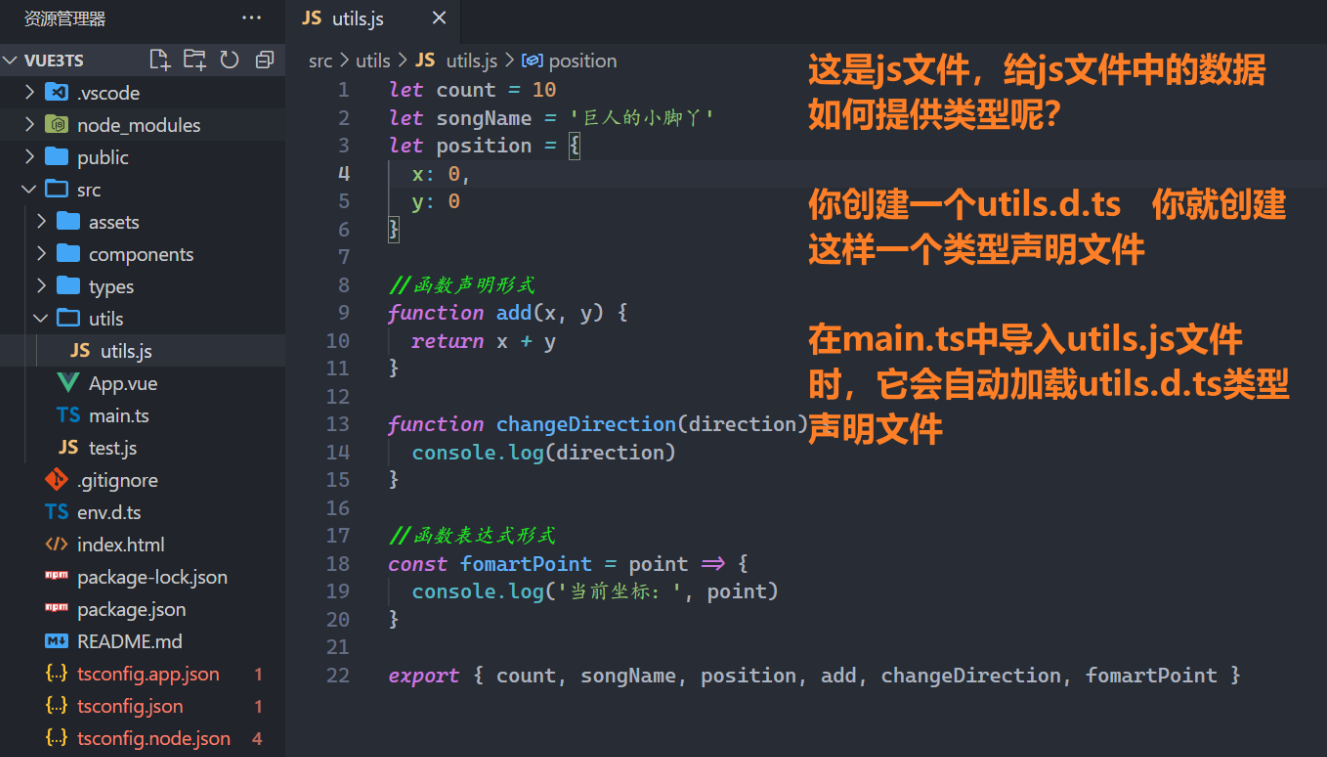 资源管理器
···
VUE3TS
.vscode
node_modules
public
src
assets
components
types
utils
JS utils.js
App.vue
TS main.ts
JS test.js
.gitignore
TS env.d.ts
index.html
npm package-lock.json
npm package.json
README.md
{..} tsconfig.app.json 1
{..} tsconfig.json 1
{..} tsconfig.node.json 4
JS utils.js ×
src > utils > JS utils.js > position
1 let count = 10
2 let songName = '巨人的小脚丫'
3 let position = {
4 x: 0,
5 y: 0
6 }
7
8 //函数声明形式
9 function add(x, y) {
10 return x + y
11 }
12
13 function changeDirection(direction)
14 console.log(direction)
15 }
16
17 //函数表达式形式
18 const fomartPoint = point => {
19 console.log('当前坐标: ', point)
20 }
21
22 export { count, songName, position, add, changeDirection, fomartPoint }
这是js文件，给js文件中的数据
如何提供类型呢？
你创建一个utils.d.ts 你就创建
这样一个类型声明文件
在main.ts中导入utils.js文件
时，它会自动加载utils.d.ts类型
声明文件